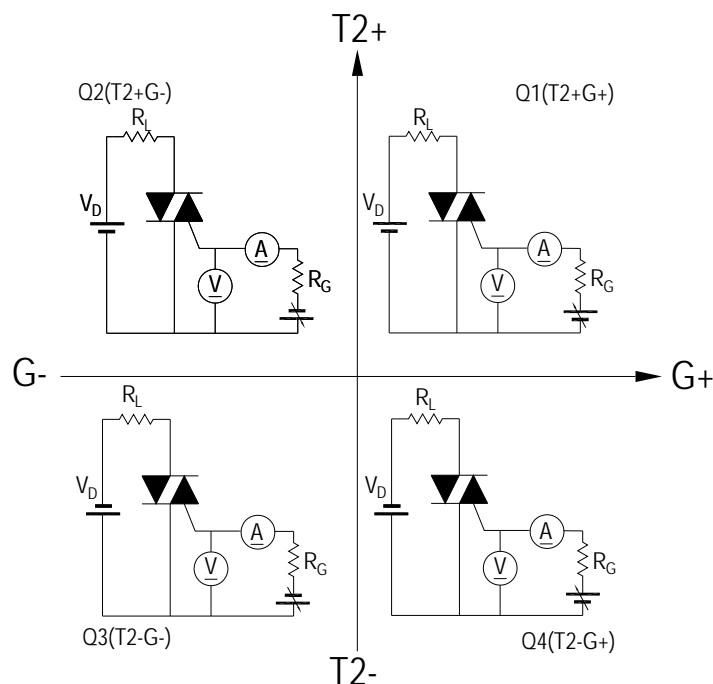 T2+
Q2(T2+G-)
Q1(T2+G+)
RL
RL
VD
VD
A
A
V
RG
V
RG
G-
G+
RL
RL
VD
VD
A
A
V
RG
V
RG
Q3(T2-G-)
Q4(T2-G+)
T2-